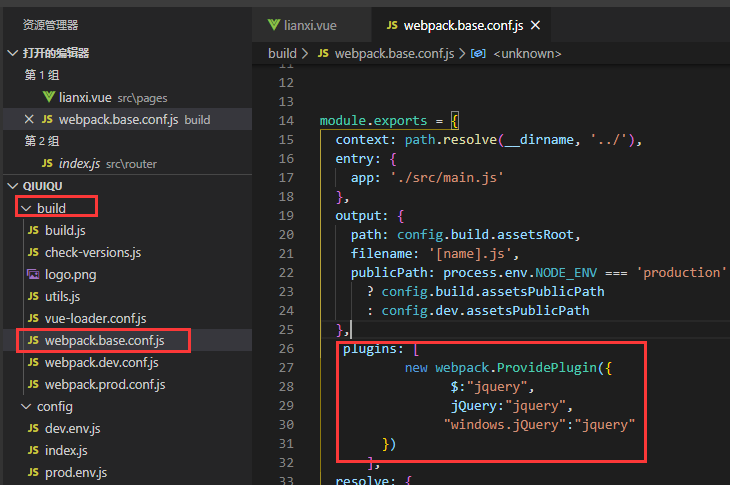 资源管理器
打开的编辑器
第 1 组
lianxi.vue src\pages
webpack.base.conf.js build
第 2 组
JS index.js src\router
QIUIQU
build
JS build.js
JS check-versions.js
logo.png
JS utils.js
JS vue-loader.conf.js
JS webpack.base.conf.js
JS webpack.dev.conf.js
JS webpack.prod.conf.js
config
JS dev.env.js
JS index.js
JS prod.env.js
lianxi.vue
JS webpack.base.conf.js
build > JS webpack.base.conf.js > <unknown>
11
12
13
14 module.exports = {
15 context: path.resolve(__dirname, '../'),
16 entry: {
17 app: './src/main.js'
18 },
19 output: {
20 path: config.build.assetsRoot,
21 filename: '[name].js',
22 publicPath: process.env.NODE_ENV === 'production'
23 ? config.build.assetsPublicPath
24 : config.dev.assetsPublicPath
25 },
26 plugins: [
27 new webpack.ProvidePlugin({
28 $:"jquery",
29 jQuery:"jquery",
30 "windows.jQuery":"jquery"
31 })
32 ],
33 resolve: {